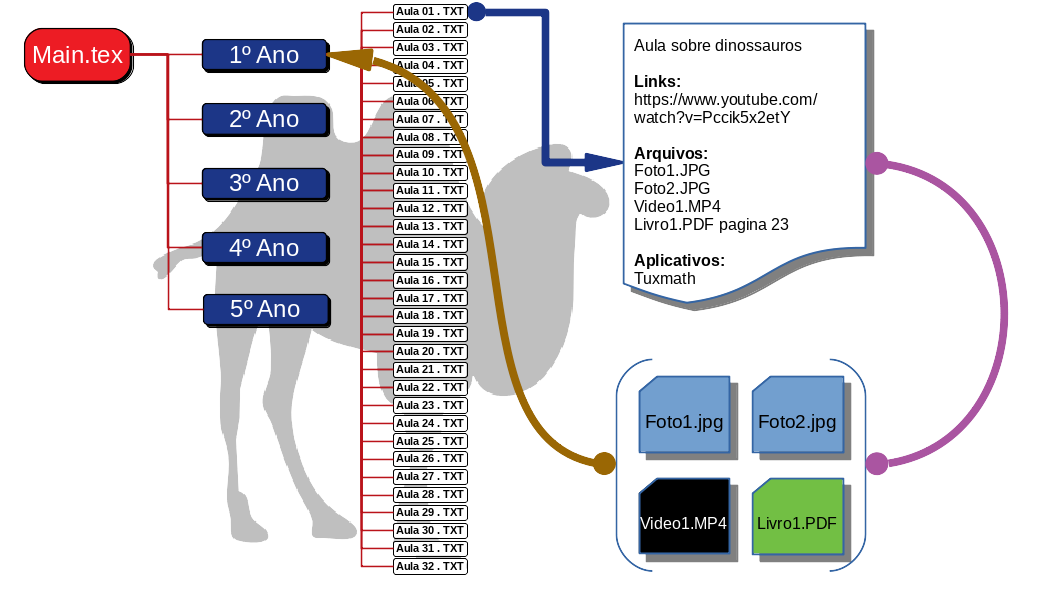 Main.tex
1º Ano
2º Ano
3º Ano
4º Ano
5º Ano
Aula 01 . TXT
Aula 02 . TXT
Aula 03 . TXT
Aula 04 . TXT
Aula 05 . TXT
Aula 06 . TXT
Aula 07 . TXT
Aula 08 . TXT
Aula 09 . TXT
Aula 10 . TXT
Aula 11 . TXT
Aula 12 . TXT
Aula 13 . TXT
Aula 14 . TXT
Aula 15 . TXT
Aula 16 . TXT
Aula 17 . TXT
Aula 18 . TXT
Aula 19 . TXT
Aula 20 . TXT
Aula 21 . TXT
Aula 22 . TXT
Aula 23 . TXT
Aula 24 . TXT
Aula 25 . TXT
Aula 26 . TXT
Aula 27 . TXT
Aula 28 . TXT
Aula 29 . TXT
Aula 30 . TXT
Aula 31 . TXT
Aula 32 . TXT
Aula sobre dinossauros
Links:
https://www.youtube.com/
watch?v=Pccik5x2etY
Arquivos:
Foto1.JPG
Foto2.JPG
Video1.MP4
Livro1.PDF pagina 23
Aplicativos:
Tuxmath
Foto1.jpg
Foto2.jpg
Video1.MP4
Livro1.PDF